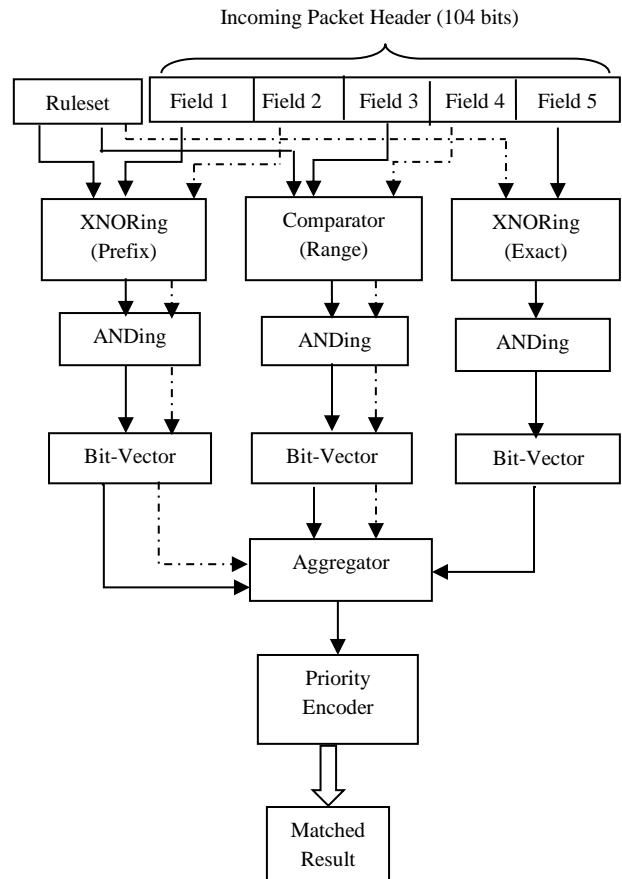 Incoming Packet Header (104 bits)
Ruleset
Field 1
Field 2
Field 3
Field 4
Field 5
XNORing
(Prefix)
Comparator
(Range)
XNORing
(Exact)
ANDing
ANDing
ANDing
Bit-Vector
Bit-Vector
Bit-Vector
Aggregator
Priority
Encoder
Matched
Result